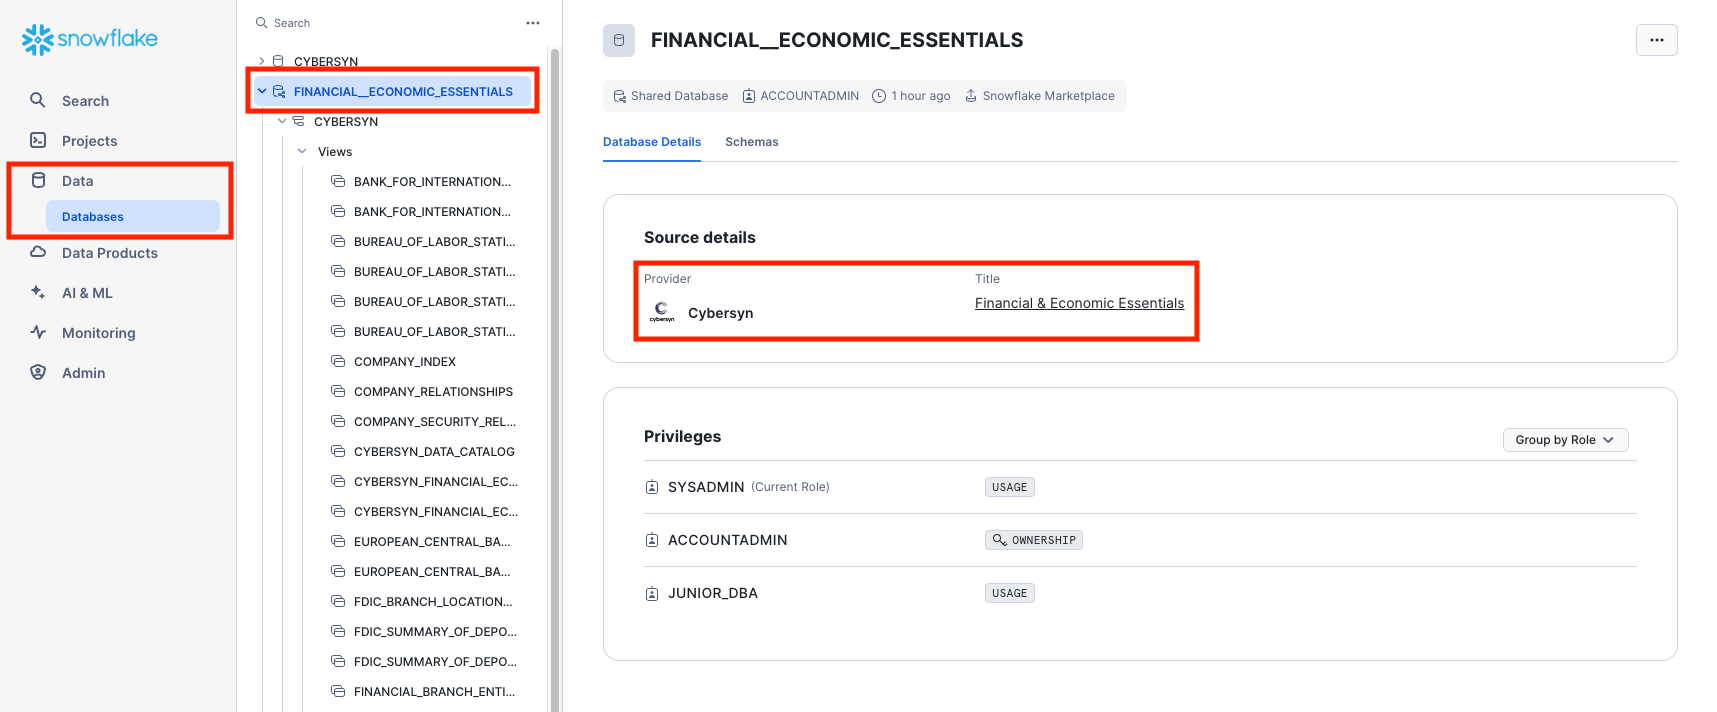 snowflake
Search
Projects
Data
Databases
Data Products
AI & ML
Monitoring
Admin
Search
CYBERSYN
FINANCIAL__ECONOMIC_ESSENTIALS
CYBERSYN
Views
BANK_FOR_INTERNATION...
BANK_FOR_INTERNATION...
BUREAU_OF_LABOR_STATI...
BUREAU_OF_LABOR_STATI...
BUREAU_OF_LABOR_STATI...
BUREAU_OF_LABOR_STATI...
COMPANY_INDEX
COMPANY_RELATIONSHIPS
COMPANY_SECURITY_REL...
CYBERSYN_DATA_CATALOG
CYBERSYN_FINANCIAL_EC...
CYBERSYN_FINANCIAL_EC...
EUROPEAN_CENTRAL_BA...
EUROPEAN_CENTRAL_BA...
FDIC_BRANCH_LOCATION...
FDIC_SUMMARY_OF_DEPO...
FDIC_SUMMARY_OF_DEPO...
FINANCIAL_BRANCH_ENTI...
FINANCIAL__ECONOMIC_ESSENTIALS
Shared Database ACCOUNTADMIN 1 hour ago Snowflake Marketplace
Database Details Schemas
Source details
Provider Title
Financial & Economic Essentials
cybersyn Cybersyn
Privileges
Group by Role
SYSADMIN (Current Role) USAGE
ACCOUNTADMIN OWNERSHIP
JUNIOR_DBA USAGE